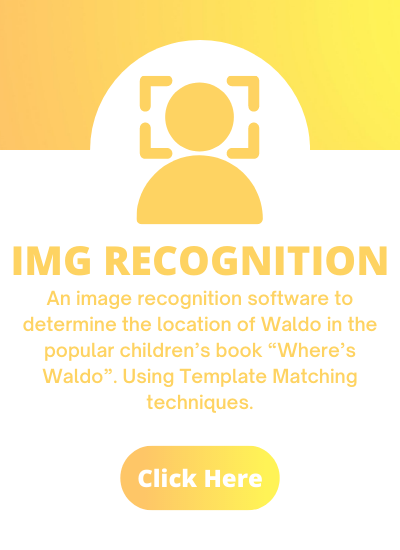 IMG RECOGNITION
An image recognition software to
determine the location of Waldo in the
popular children’s book “Where’s
Waldo”. Using Template Matching
techniques.
Click Here